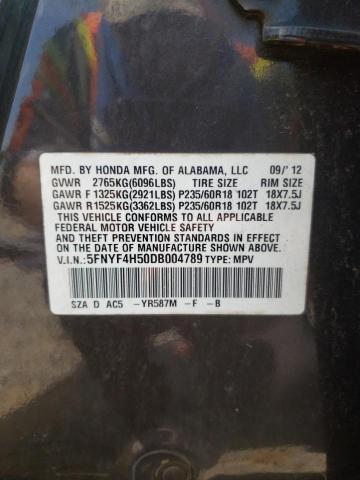 MFD. BY HONDA MFG. OF ALABAMA, LLC 09/' 12
GVWR 2765KG(6096LBS) TIRE SIZE RIM SIZE
GAWR F 1325KG(2921LBS) P235/60R18 102T 18X7.5J
GAWR R 1525KG(3362LBS) P235/60R18 102T 18X7.5J
THIS VEHICLE CONFORMS TO ALL APPLICABLE
FEDERAL MOTOR VEHICLE SAFETY AND
THEFT PREVENTION STANDARDS IN EFFECT ON
THE DATE OF MANUFACTURE SHOWN ABOVE.
V.I.N.: 5FNYF4H50DB004789 TYPE: MPV
SZA D AC5 -YR587M -F -B